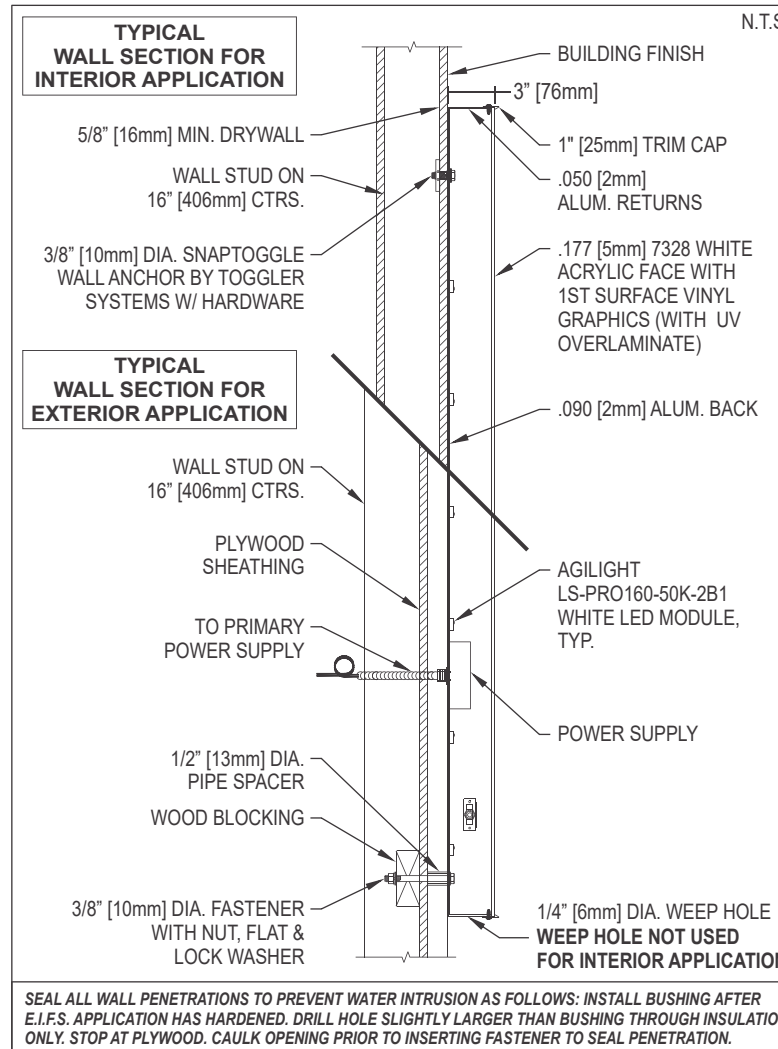 TYPICAL
WALL SECTION FOR
INTERIOR APPLICATION
N.T.S
BUILDING FINISH
3” [76mm]
5/8” [16mm] MIN. DRYWALL
1" [25mm] TRIM CAP
WALL STUD ON
16” [406mm] CTRS.
.050 [2mm]
ALUM. RETURNS
3/8” [10mm] DIA. SNAPTOGGLE
WALL ANCHOR BY TOGGLER
SYSTEMS W/ HARDWARE
.177 [5mm] 7328 WHITE
ACRYLIC FACE WITH
1ST SURFACE VINYL
GRAPHICS (WITH UV
OVERLAMINATE)
TYPICAL
WALL SECTION FOR
EXTERIOR APPLICATION
.090 [2mm] ALUM. BACK
WALL STUD ON
16” [406mm] CTRS.
PLYWOOD
SHEATHING
AGILIGHT
LS-PRO160-50K-2B1
WHITE LED MODULE,
TYP.
TO PRIMARY
POWER SUPPLY
POWER SUPPLY
1/2” [13mm] DIA.
PIPE SPACER
WOOD BLOCKING
3/8” [10mm] DIA. FASTENER
WITH NUT, FLAT &
LOCK WASHER
1/4” [6mm] DIA. WEEP HOLE
WEEP HOLE NOT USED
FOR INTERIOR APPLICATION
SEAL ALL WALL PENETRATIONS TO PREVENT WATER INTRUSION AS FOLLOWS: INSTALL BUSHING AFTER
E.I.F.S. APPLICATION HAS HARDENED. DRILL HOLE SLIGHTLY LARGER THAN BUSHING THROUGH INSULATIO
ONLY. STOP AT PLYWOOD. CAULK OPENING PRIOR TO INSERTING FASTENER TO SEAL PENETRATION.